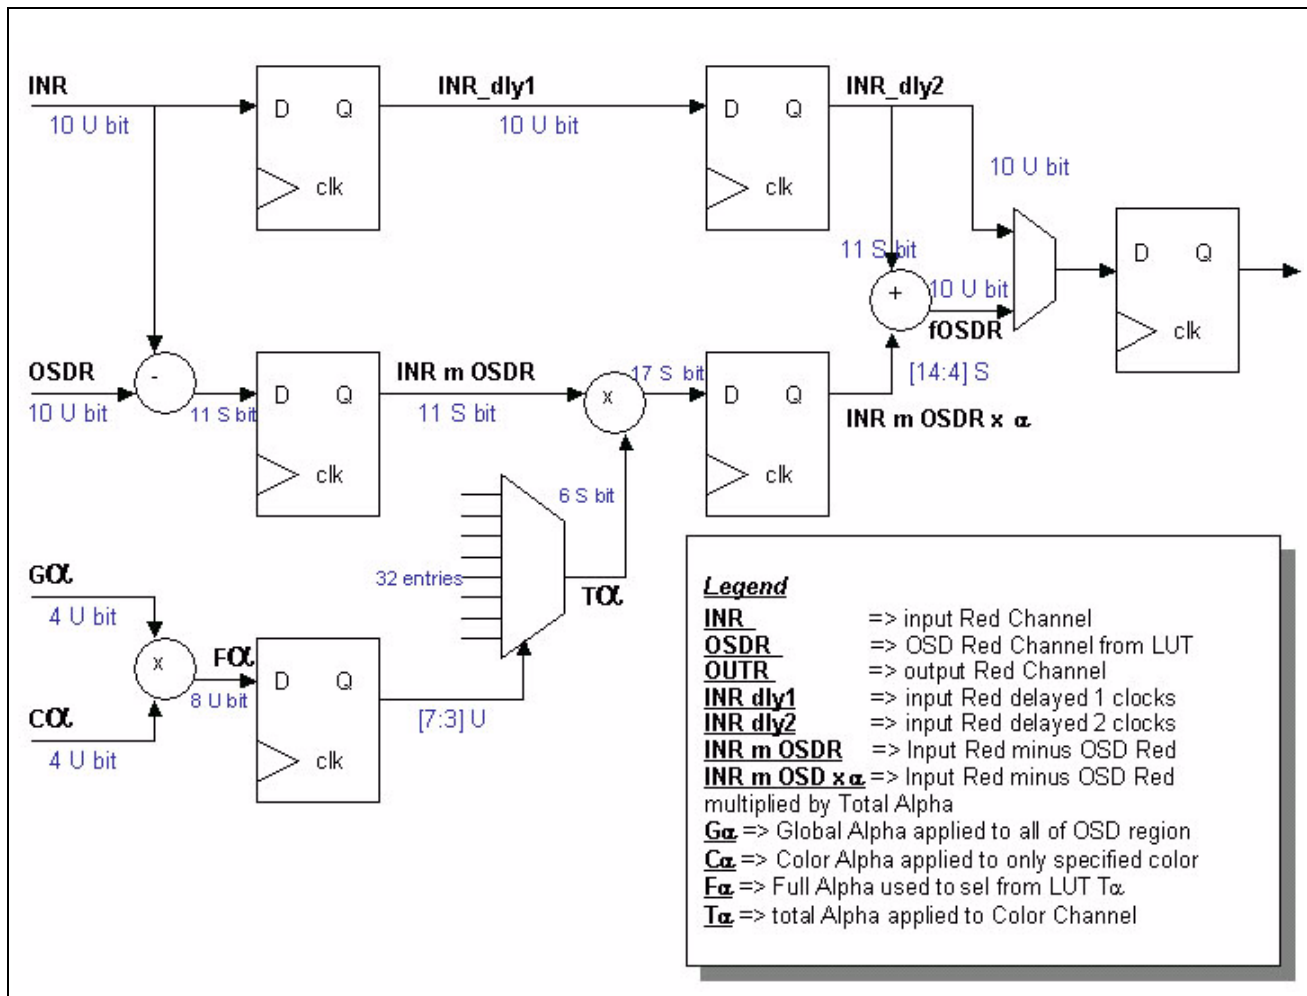 INR
10 U bit
D Q
clk
INR_dly1
10 U bit
D Q
clk
INR_dly2
10 U bit
11 S bit
+
10 U bit
fOSDR
D Q
clk
OSDR
10 U bit
-
11 S bit
D Q
clk
INR m OSDR
11 S bit
x
17 S bit
D Q
clk
[14:4] S
INR m OSDR x α
6 S bit
32 entries
Tα
Gα
4 U bit
x
Fα
8 U bit
Cα
4 U bit
D Q
clk
[7:3] U
Legend
INR => input Red Channel
OSDR => OSD Red Channel from LUT
OUTR => output Red Channel
INR dly1 => input Red delayed 1 clocks
INR dly2 => input Red delayed 2 clocks
INR m OSDR => Input Red minus OSD Red
INR m OSD x α => Input Red minus OSD Red
multiplied by Total Alpha
Gα => Global Alpha applied to all of OSD region
Cα => Color Alpha applied to only specified color
Fα => Full Alpha used to sel from LUT Tα
Tα => total Alpha applied to Color Channel